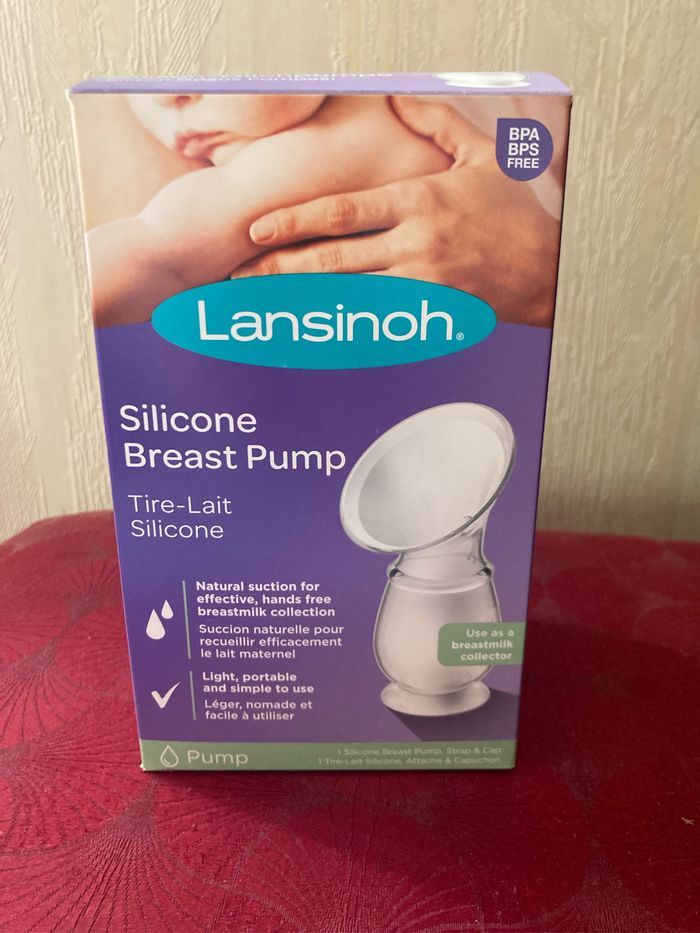 BPA
BPS
FREE
Lansinoh®
Silicone
Breast Pump
Tire-Lait
Silicone
Natural suction for
effective, hands free
breastmilk collection
Succion naturelle pour
recueillir efficacement
le lait maternel
Light, portable
and simple to use
Léger, nomade et
facile à utiliser
Use as a
breastmilk
collector
Pump
1 Silicone Breast Pump, Strap & Cap
1 Tire-Lait Silicone, Attache & Capuchon